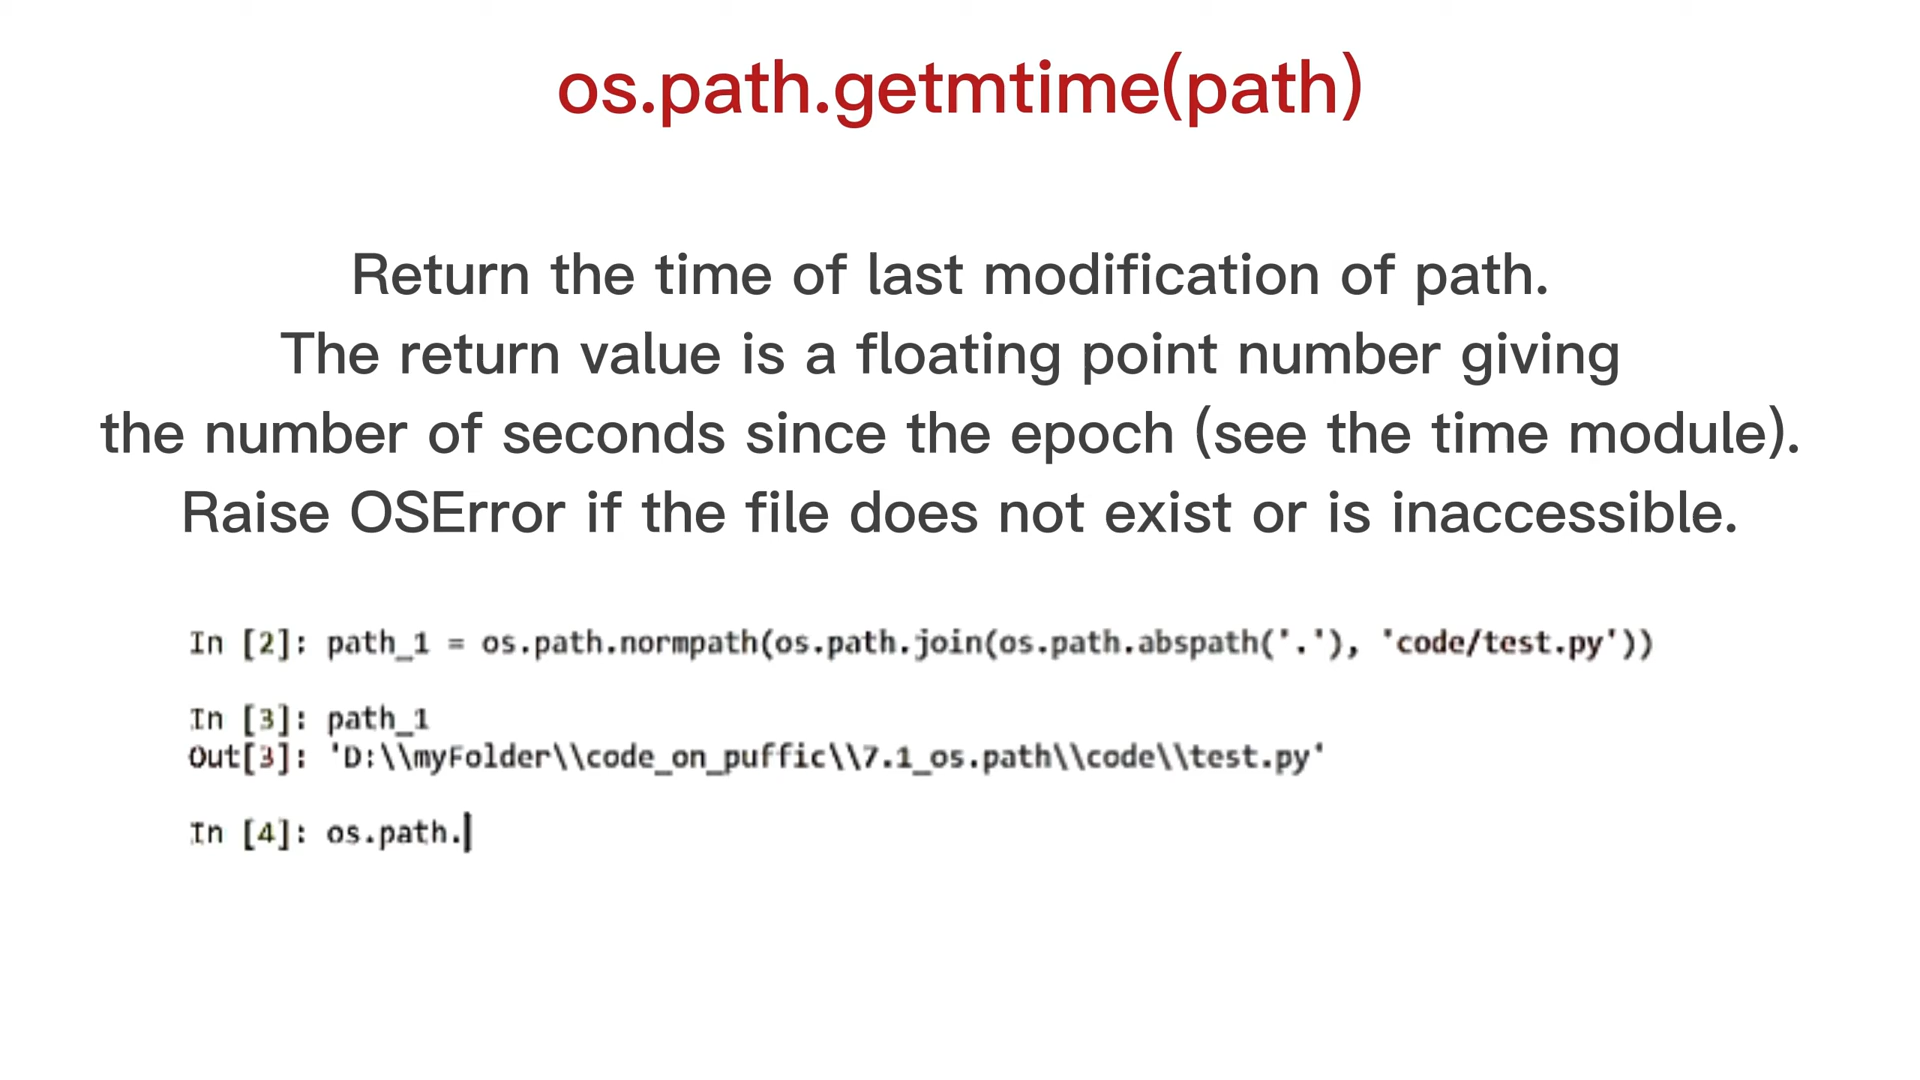 os.path.getmtime(path)
Return the time of last modification of path.
The return value is a floating point number giving
the number of seconds since the epoch (see the time module).
Raise OSError if the file does not exist or is inaccessible.
In [2]: path_1 = os.path.normpath(os.path.join(os.path.abspath('.'), 'code/test.py'))
In [3]: path_1
Out[3]: 'D:\\myFolder\\code_on_puffic\\7.1_os.path\\code\\test.py'
In [4]: os.path.